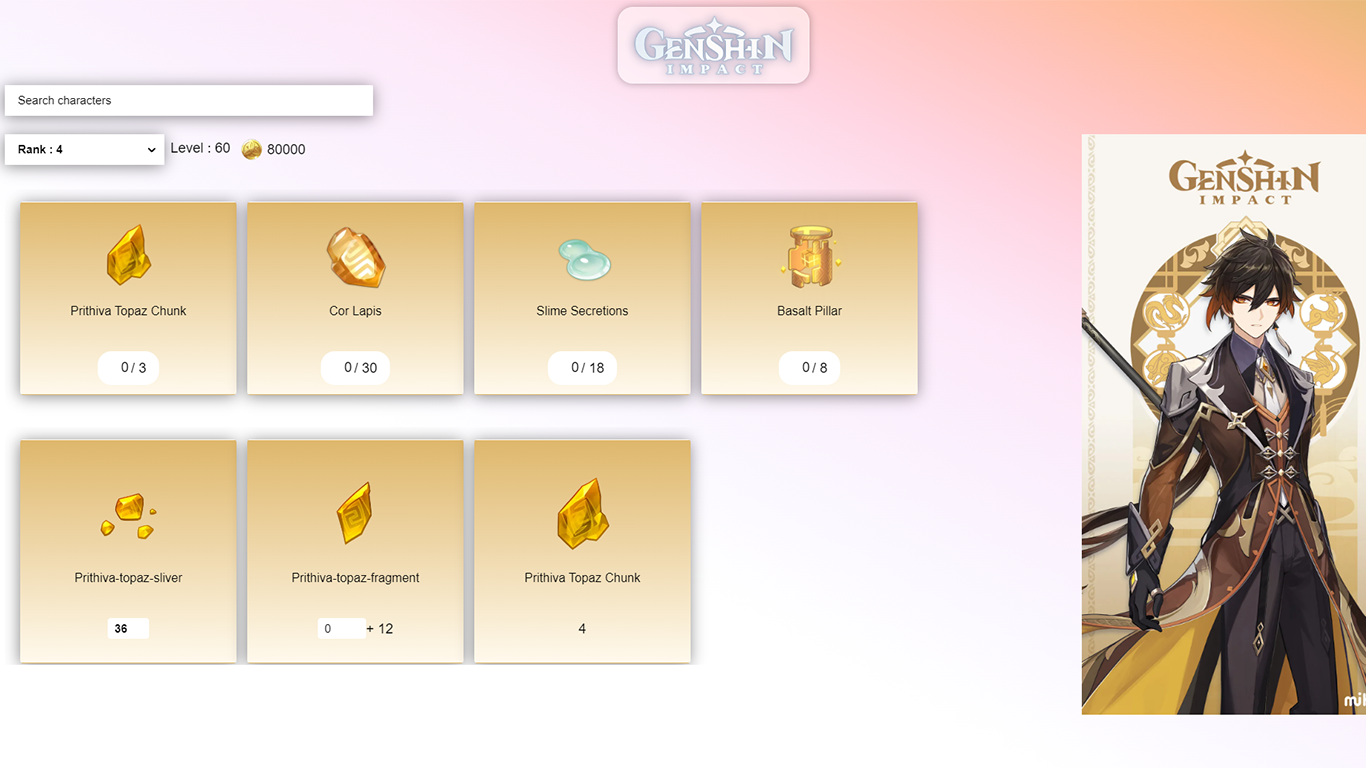 GENSHIN
IMPACT
Search characters
Rank : 4
Level : 60
80000
GENSHIN
IMPACT
Prithiva Topaz Chunk
Cor Lapis
Slime Secretions
Basalt Pillar
0 / 3
0 / 30
0 / 18
0 / 8
Prithiva-topaz-sliver
Prithiva-topaz-fragment
Prithiva Topaz Chunk
36
0 + 12
4